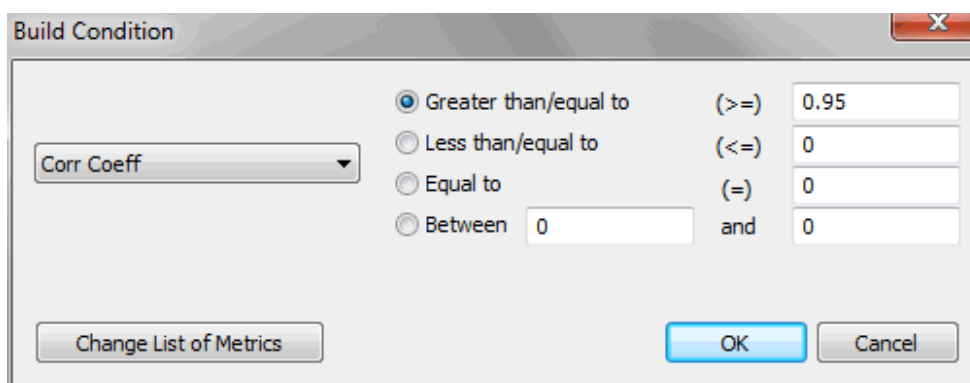 Build Condition
X
Corr Coeff
Greater than/equal to (>=) 0.95
Less than/equal to (<=) 0
Equal to (=) 0
Between 0 and 0
Change List of Metrics OK Cancel